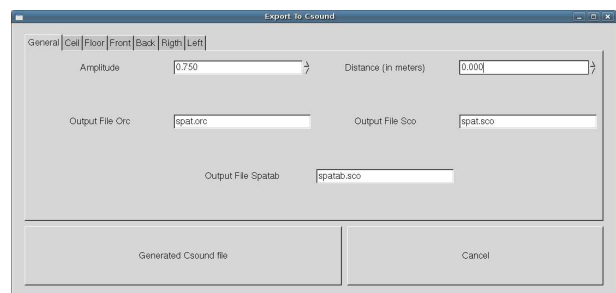 Export To Csound
General Ceil Floor Front Back Rigth Left
Amplitude 0.750 Distance (in meters) 0.000
Output File Orc spat.orc Output File Sco spat.sco
Output File Spatab spatab.sco
Generated Csound file Cancel